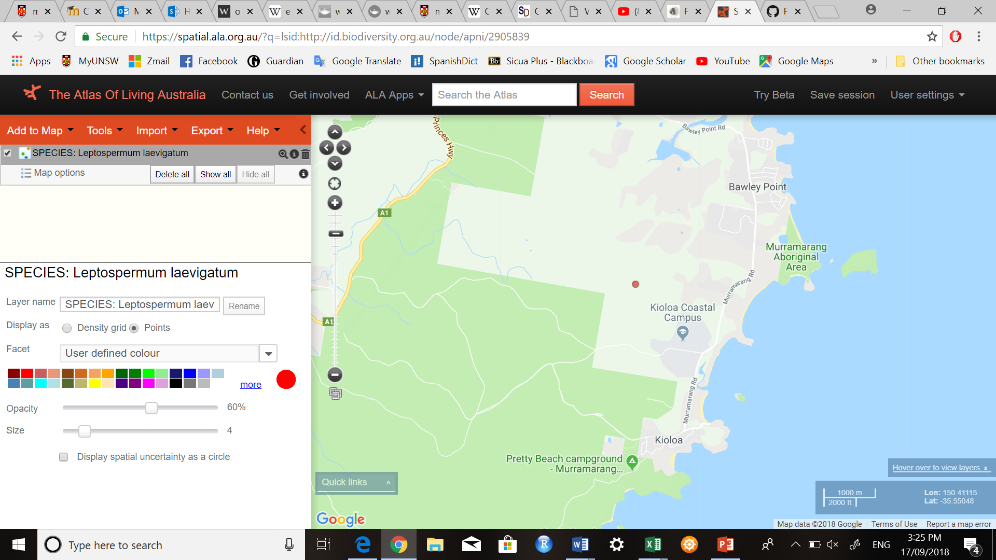 Secure
https://spatial.ala.org.au/?q=lsid:http://id.biodiversity.org.au/node/apni/2905839
Apps MyUNSW Zmail Facebook Guardian Google Translate SpanishDict Sicua Plus - Blackboa Google Scholar YouTube Google Maps » Other bookmarks
The Atlas Of Living Australia Contact us Get involved ALA Apps Search the Atlas Search Try Beta Save session User settings
Add to Map Tools Import Export Help
SPECIES: Leptospermum laevigatum
Map options Delete all Show all Hide all
SPECIES: Leptospermum laevigatum
Layer name SPECIES: Leptospermum laev Rename
Display as Density grid Points
Facet User defined colour
more
Opacity 60%
Size 4
Display spatial uncertainty as a circle
Princes Hwy
A1
A1
Bawley Point Rd
Bawley Point
Murramarang
Aboriginal
Area
Murramarang Rd
Kioloa Coastal
Campus
Murramarang Rd
Kioloa
Pretty Beach campground
- Murramarang...
Quick links
Hover over to view layers
1000 m
2000 ft
Lon: 150.41115
Lat: -35.55048
Google
Map data ©2018 Google Terms of Use Report a map error
Type here to search
ENG
3:25 PM
17/09/2018
4